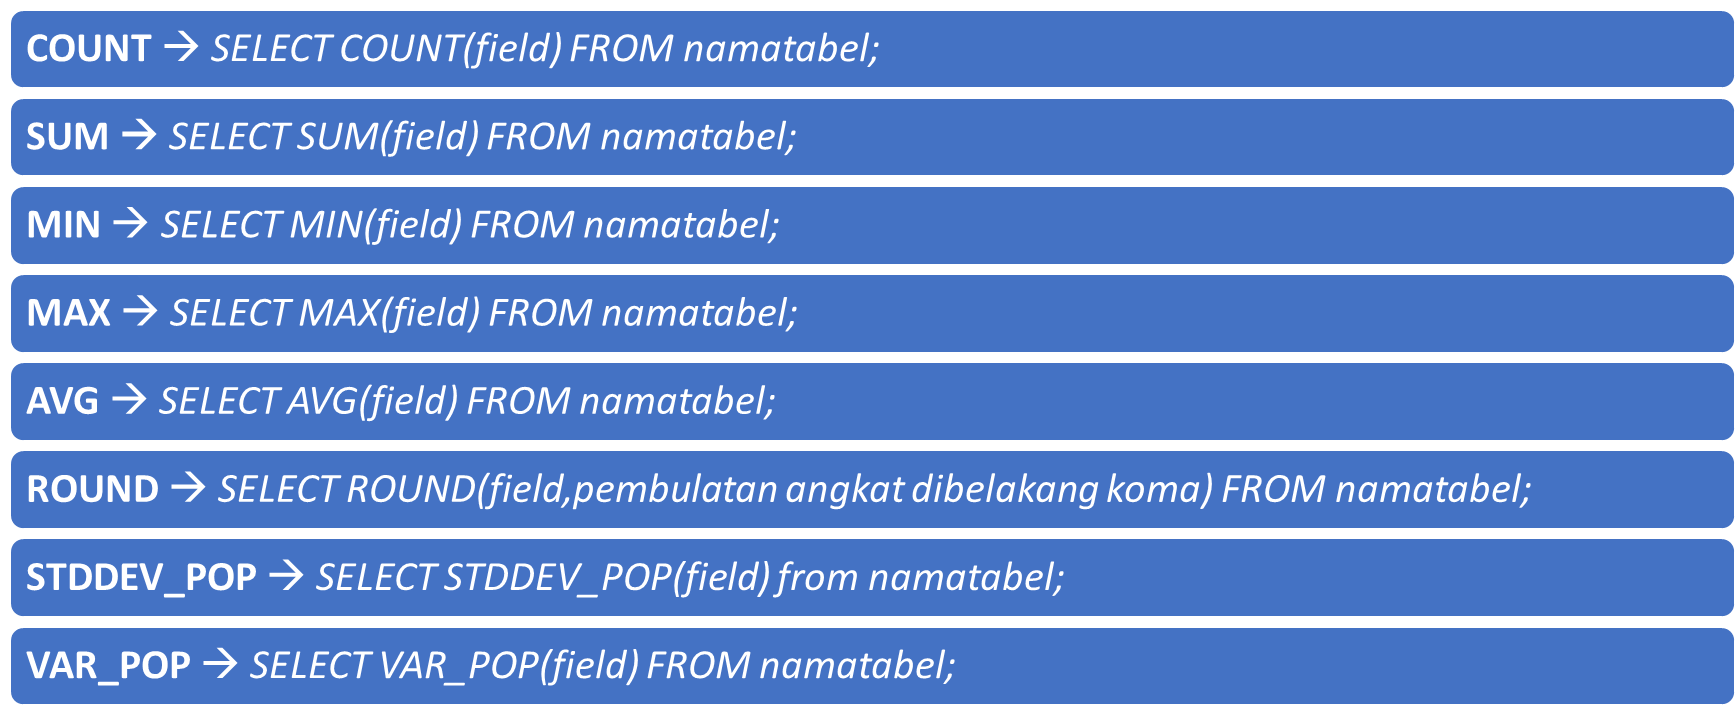 COUNT → SELECT COUNT(field) FROM namatabel;
SUM → SELECT SUM(field) FROM namatabel;
MIN → SELECT MIN(field) FROM namatabel;
MAX → SELECT MAX(field) FROM namatabel;
AVG → SELECT AVG(field) FROM namatabel;
ROUND → SELECT ROUND(field,pembulatan angkat dibelakang koma) FROM namatabel;
STDDEV_POP → SELECT STDDEV_POP(field) from namatabel;
VAR_POP → SELECT VAR_POP(field) FROM namatabel;